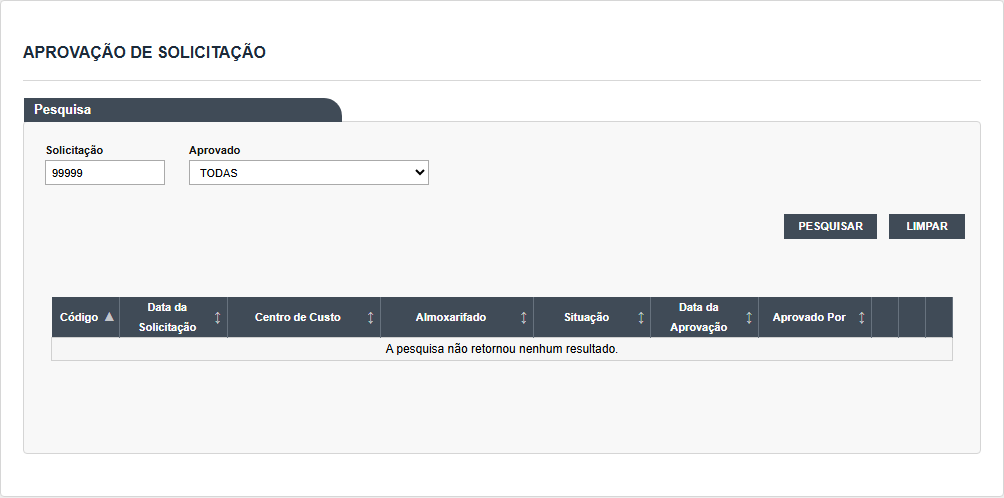 APROVAÇÃO DE SOLICITAÇÃO
Pesquisa
Solicitação
Aprovado
99999
TODAS
PESQUISAR
LIMPAR
Código
Data da
Solicitação
Centro de Custo
Almoxarifado
Situação
Data da
Aprovação
Aprovado Por
A pesquisa não retornou nenhum resultado.